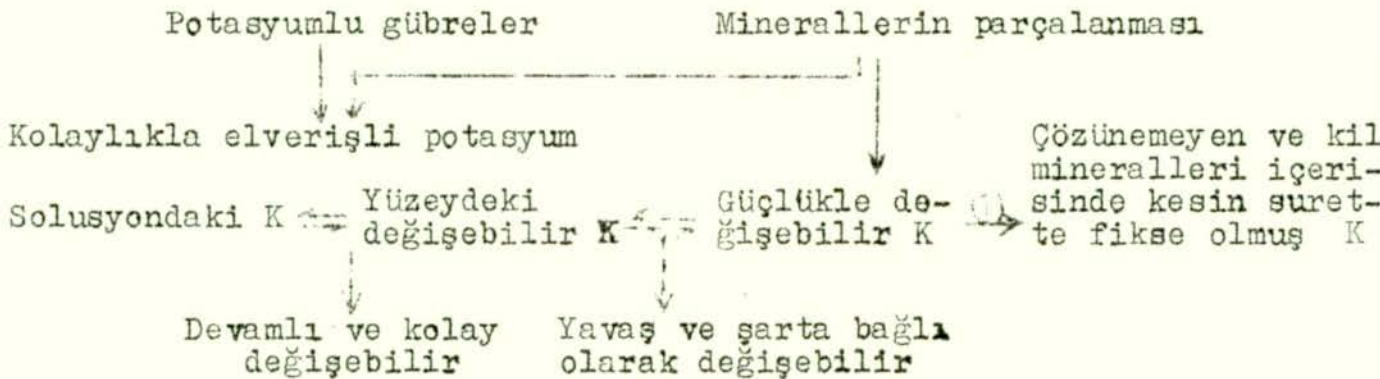 Potasyumlu gübreler
Minerallerin parçalanması
Kolaylıkla elverişli potasyum
Solusyondaki K
Yüzeydeki
değişebilir K
Güçlükle de-
ğişebilir K
Çözünemeyen ve kil
mineralleri içeri-
sinde kesin suret-
te fikse olmuş K
Devamlı ve kolay
değişebilir
Yavaş ve şarta bağlı
olarak değişebilir